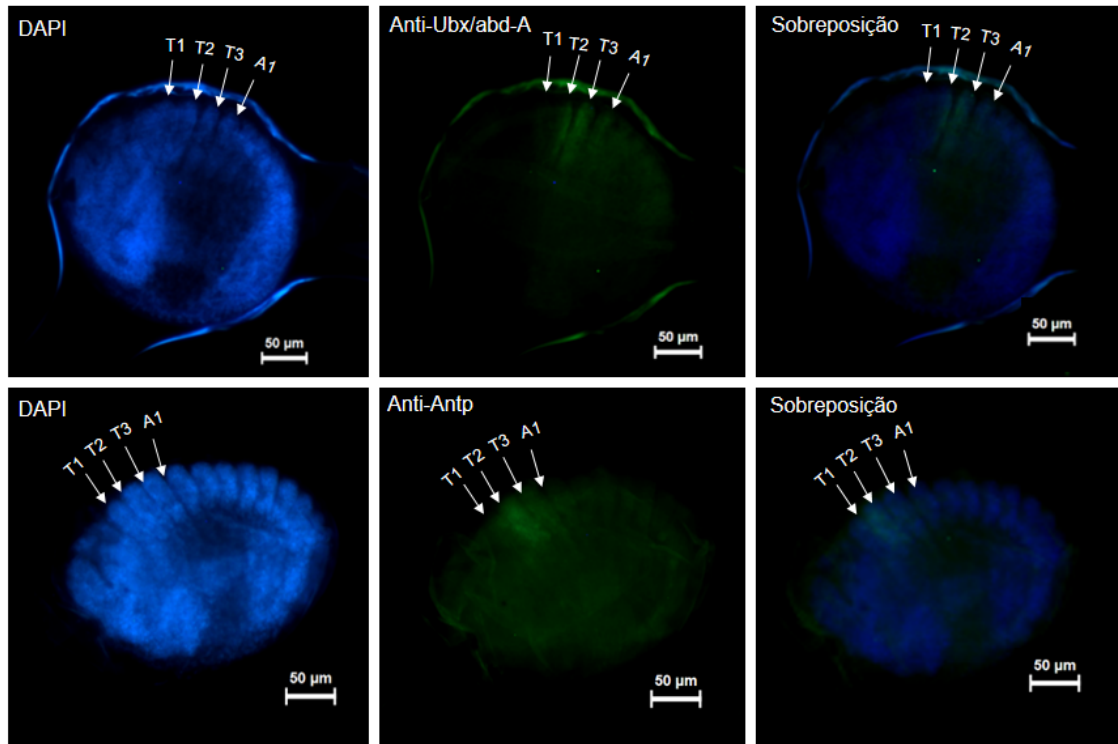 DAPI
T1 T2 T3 A1
50 µm
Anti-Ubx/abd-A
T1 T2 T3 A1
50 µm
Sobreposição
T1 T2 T3 A1
50 µm
DAPI
T1 T2 T3 A1
50 µm
Anti-Antp
T1 T2 T3 A1
50 µm
Sobreposição
T1 T2 T3 A1
50 µm